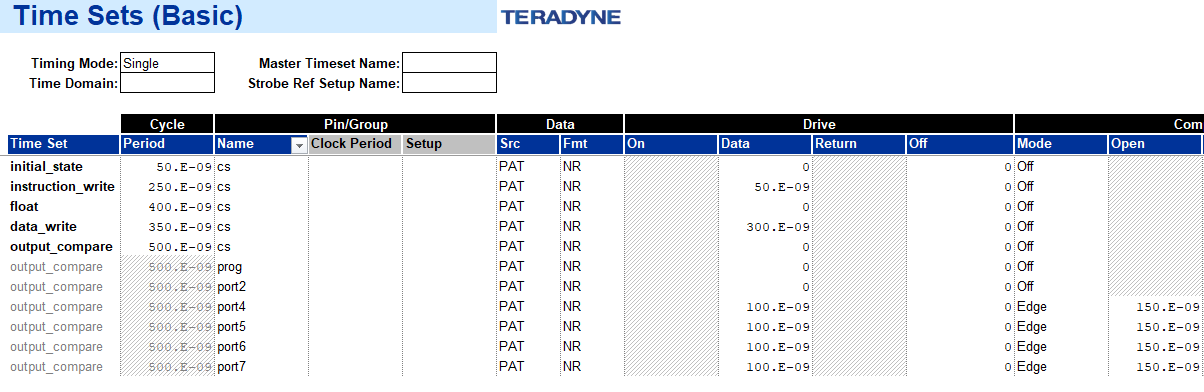 Time Sets (Basic) TERADYNE
Timing Mode: Single Master Timeset Name:
Time Domain: Strobe Ref Setup Name:
Cycle Pin/Group Data Drive Com
Time Set Period Name Clock Period Setup Src Fmt On Data Return Off Mode Open
initial_state 50.E-09 cs PAT NR 0 0 Off
instruction_write 250.E-09 cs PAT NR 50.E-09 0 Off
float 400.E-09 cs PAT NR 0 0 Off
data_write 350.E-09 cs PAT NR 300.E-09 0 Off
output_compare 500.E-09 cs PAT NR 0 0 Off
output_compare 500.E-09 prog PAT NR 0 0 Off
output_compare 500.E-09 port2 PAT NR 0 0 Off
output_compare 500.E-09 port4 PAT NR 100.E-09 0 Edge 150.E-09
output_compare 500.E-09 port5 PAT NR 100.E-09 0 Edge 150.E-09
output_compare 500.E-09 port6 PAT NR 100.E-09 0 Edge 150.E-09
output_compare 500.E-09 port7 PAT NR 100.E-09 0 Edge 150.E-09